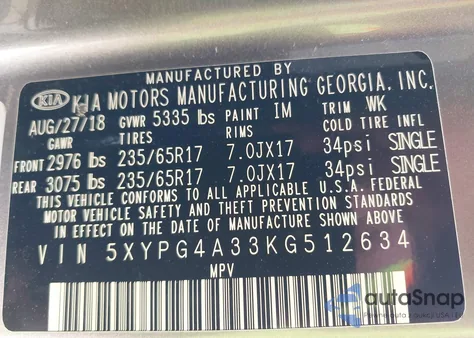 MANUFACTURED BY
KIA KIA MOTORS MANUFACTURING GEORGIA, INC.
AUG/27/18 GVWR 5335 lbs PAINT IM TRIM WK
GAWR TIRES RIMS COLD TIRE INFL
FRONT 2976 lbs 235/65R17 7.0JX17 34psi SINGLE
REAR 3075 lbs 235/65R17 7.0JX17 34psi SINGLE
THIS VEHICLE CONFORMS TO ALL APPLICABLE U.S.A. FEDERAL
MOTOR VEHICLE SAFETY AND THEFT PREVENTION STANDARDS
IN EFFECT ON THE DATE OF MANUFACTURE SHOWN ABOVE.
VIN 5XYPG4A33KG512634
MPV
autoSnap